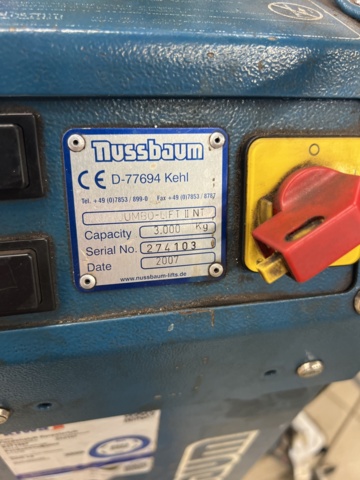 nussbaum
CE D-77694 Kehl
Tel. +49 (0)7853 / 899-0 Fax +49 (0)7853 / 8787
UMBO-LIFT II NT
Capacity 3.000 Kg
Serial No. 274103
Date 2007
www.nussbaum-lifts.de